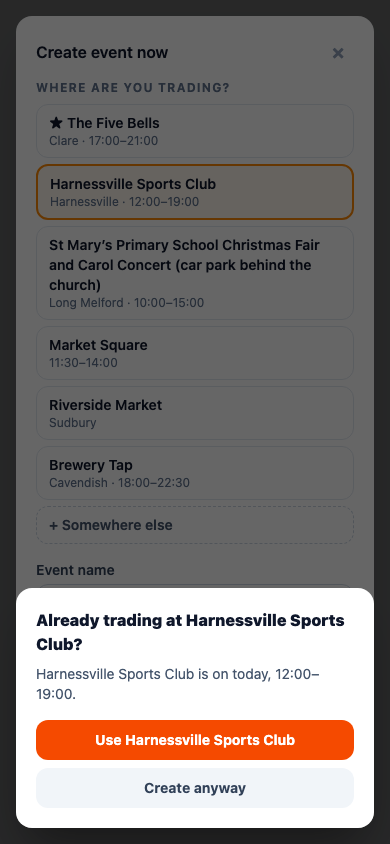 Create event now
WHERE ARE YOU TRADING?
★ The Five Bells
Clare · 17:00–21:00
Harnessville Sports Club
Harnessville · 12:00–19:00
St Mary’s Primary School Christmas Fair
and Carol Concert (car park behind the
church)
Long Melford · 10:00–15:00
Market Square
11:30–14:00
Riverside Market
Sudbury
Brewery Tap
Cavendish · 18:00–22:30
+ Somewhere else
Event name
Already trading at Harnessville Sports
Club?
Harnessville Sports Club is on today, 12:00–
19:00.
Use Harnessville Sports Club
Create anyway